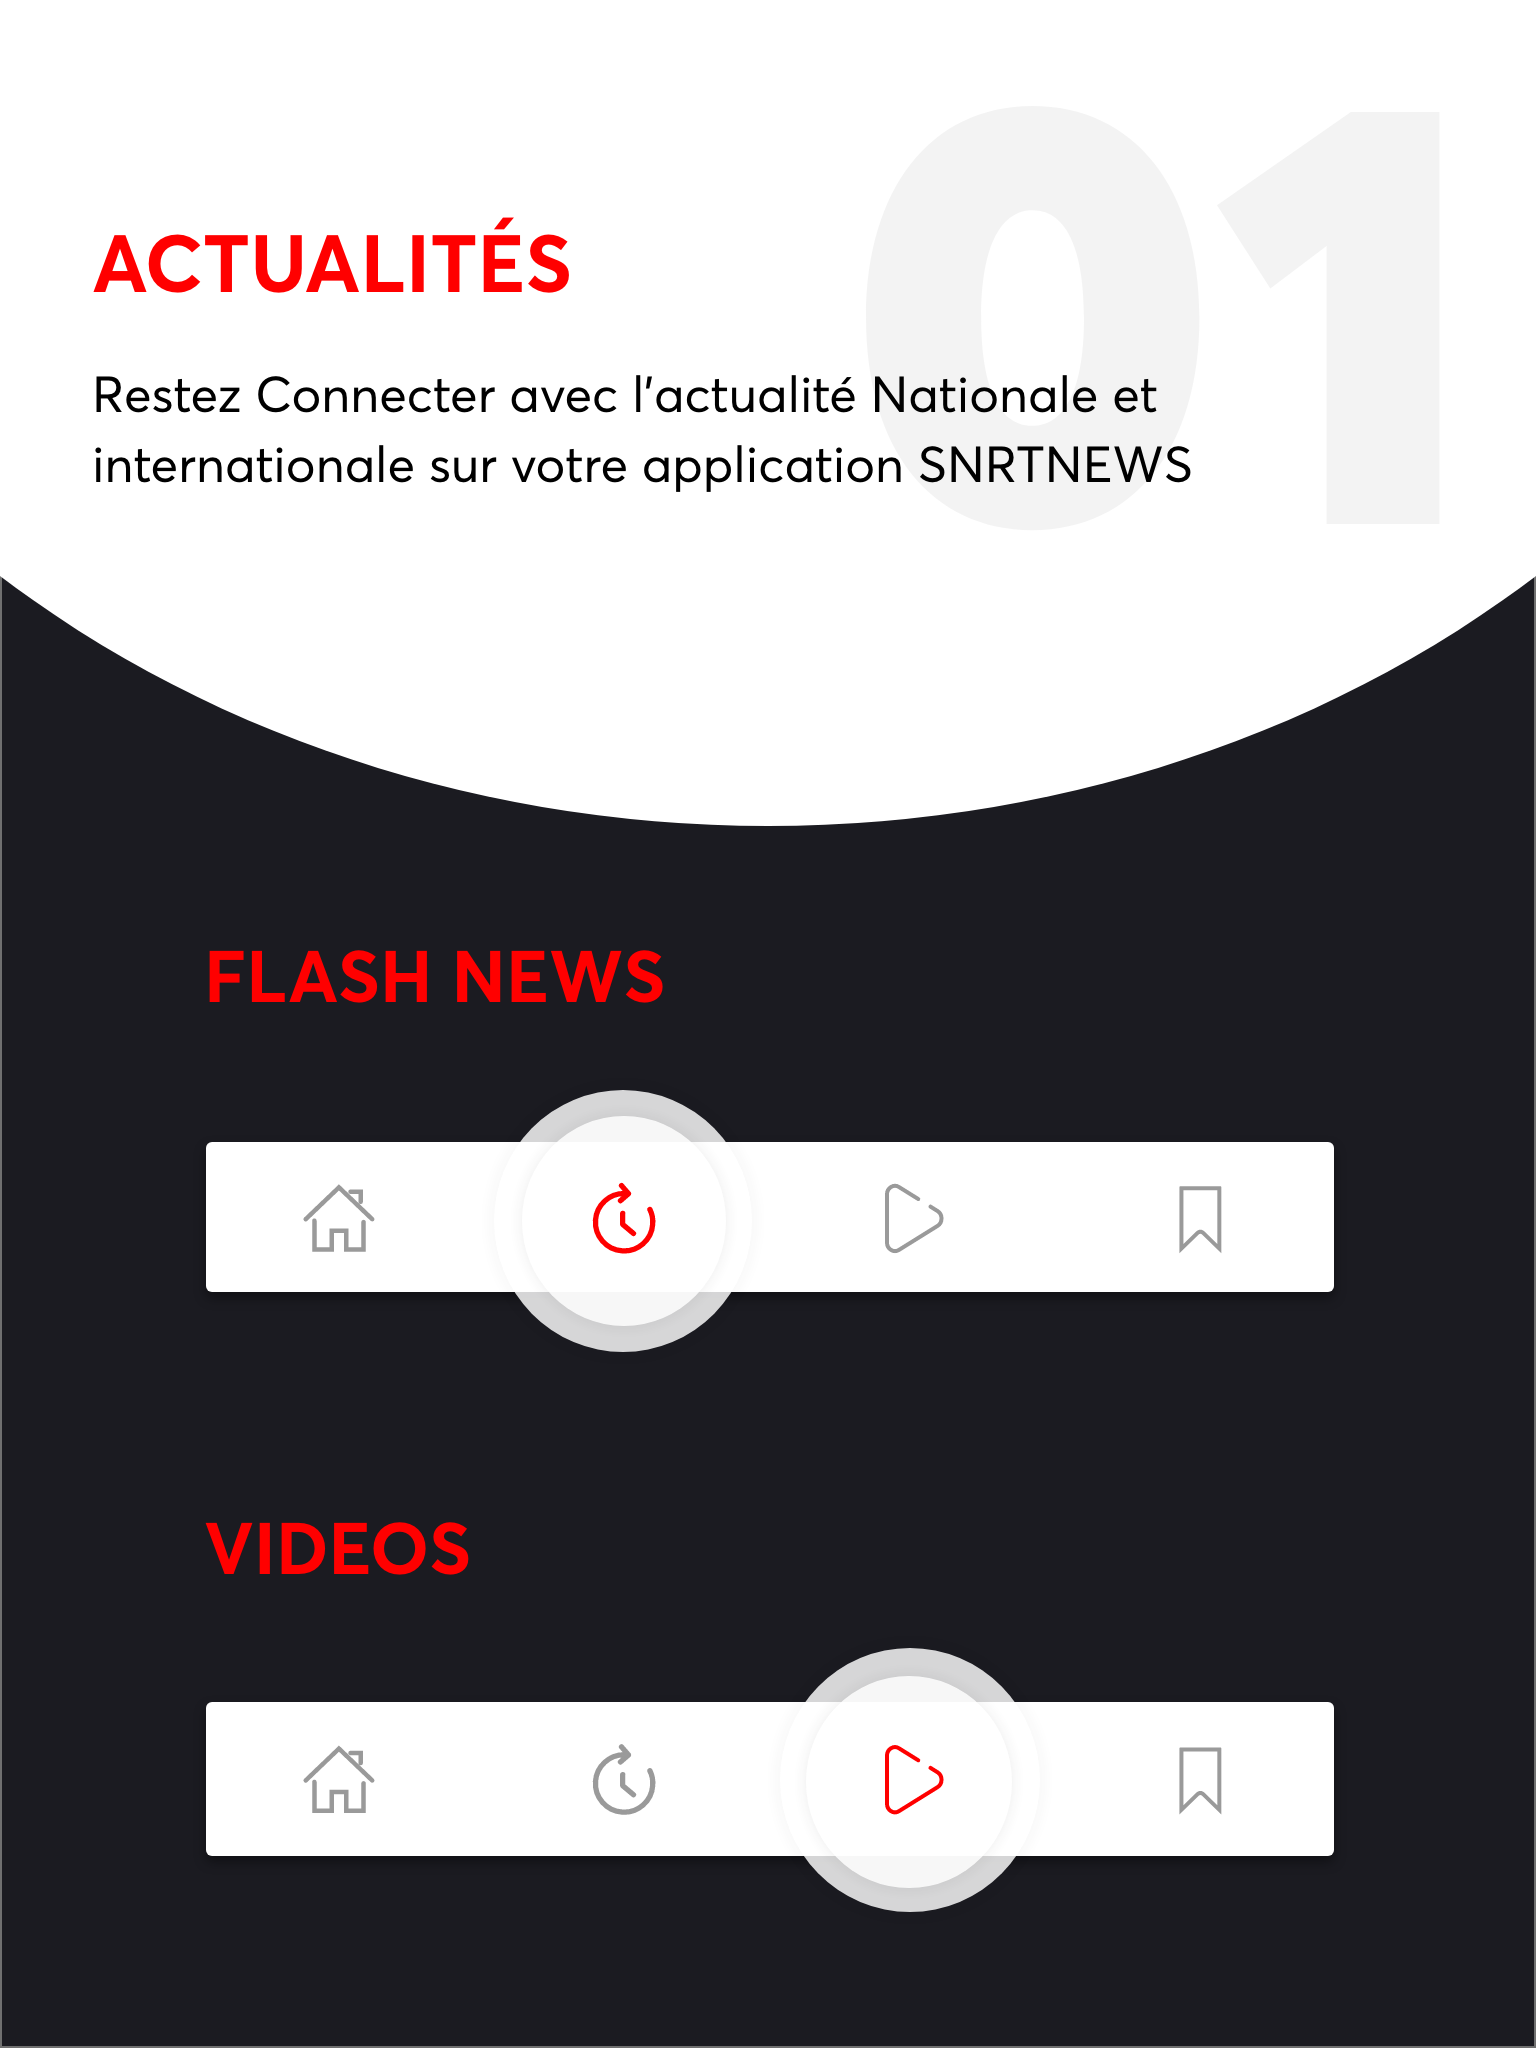 01
ACTUALITÉS
Restez Connecter avec l'actualité Nationale et
internationale sur votre application SNRTNEWS
FLASH NEWS
VIDEOS